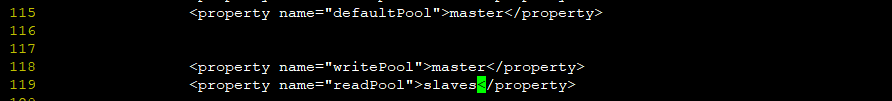 115 <property name="defaultPool">master</property>
116
117
118 <property name="writePool">master</property>
119 <property name="readPool">slaves</property>